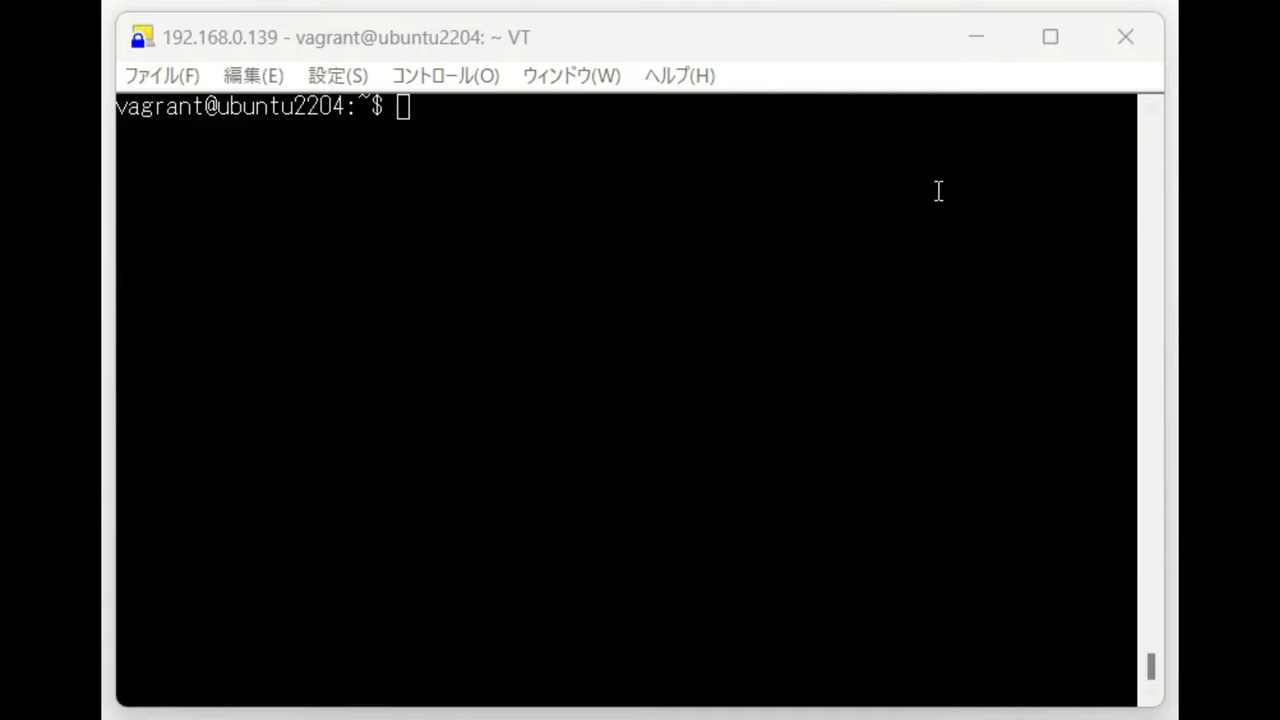 192.168.0.139 - vagrant@ubuntu2204: ~ VT
ファイル(F) 編集(E) 設定(S) コントロール(O) ウィンドウ(W) ヘルプ(H)
vagrant@ubuntu2204:~$